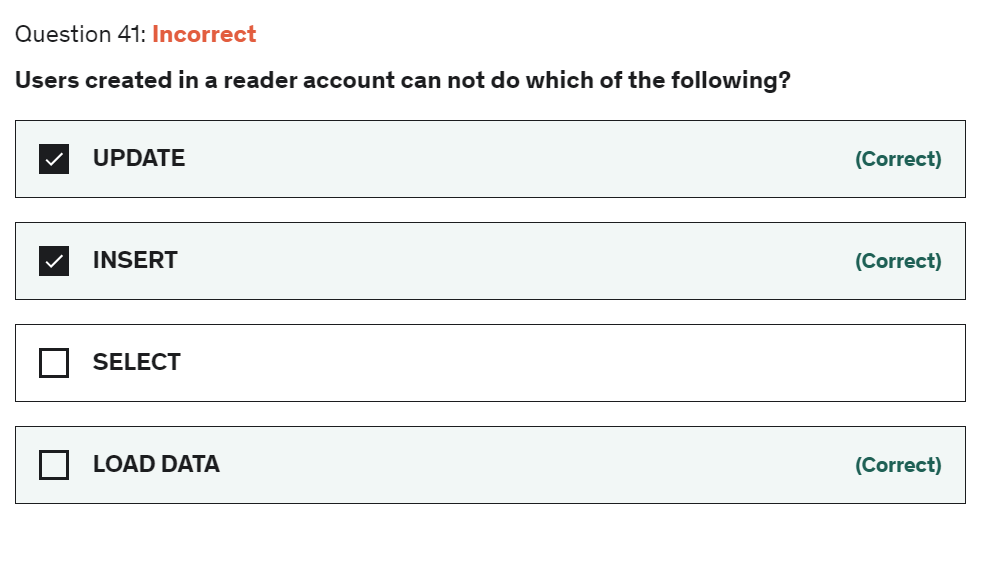 Question 41: Incorrect
Users created in a reader account can not do which of the following?
UPDATE (Correct)
INSERT (Correct)
SELECT
LOAD DATA (Correct)